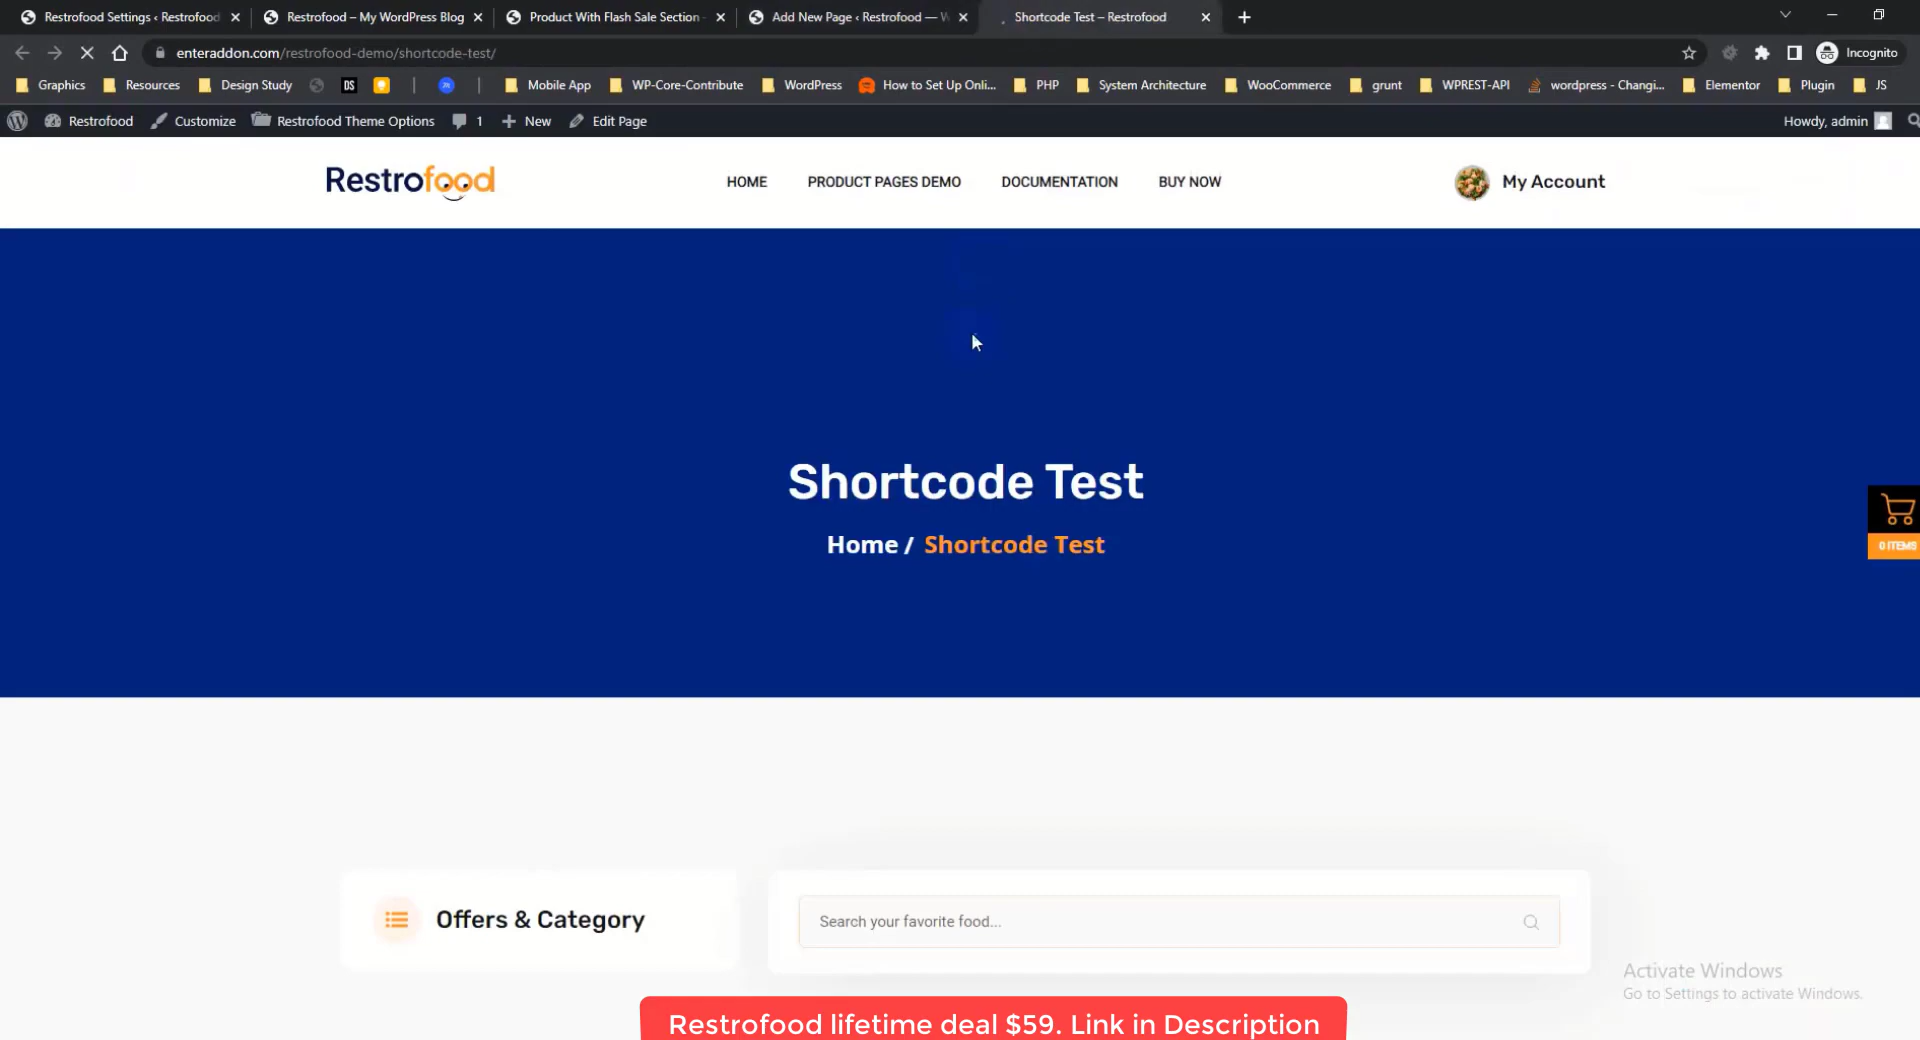 Restrofood Settings ‹ Restrofood
Restrofood – My WordPress Blog
Product With Flash Sale Section -
Add New Page ‹ Restrofood — W
Shortcode Test – Restrofood
enteraddon.com/restrofood-demo/shortcode-test/
Incognito
Graphics
Resources
Design Study
DS
Mobile App
WP-Core-Contribute
WordPress
How to Set Up Onli...
PHP
System Architecture
WooCommerce
grunt
WPREST-API
wordpress - Changi...
Elementor
Plugin
JS
Restrofood
Customize
Restrofood Theme Options
1
New
Edit Page
Howdy, admin
Restrofood
HOME
PRODUCT PAGES DEMO
DOCUMENTATION
BUY NOW
My Account
Shortcode Test
Home / Shortcode Test
0 ITEMS
Offers & Category
Search your favorite food...
Activate Windows
Go to Settings to activate Windows.
Restrofood lifetime deal $59. Link in Description